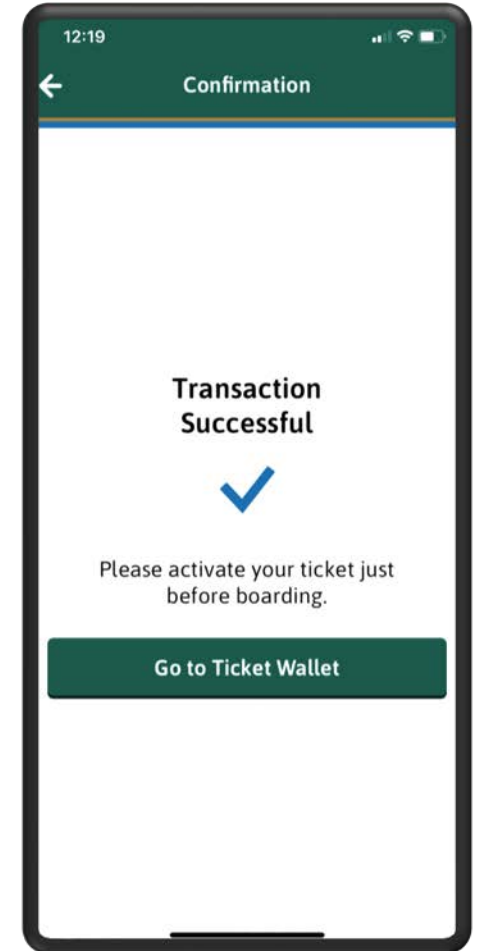 12:19
Confirmation
Transaction
Successful
Please activate your ticket just
before boarding.
Go to Ticket Wallet